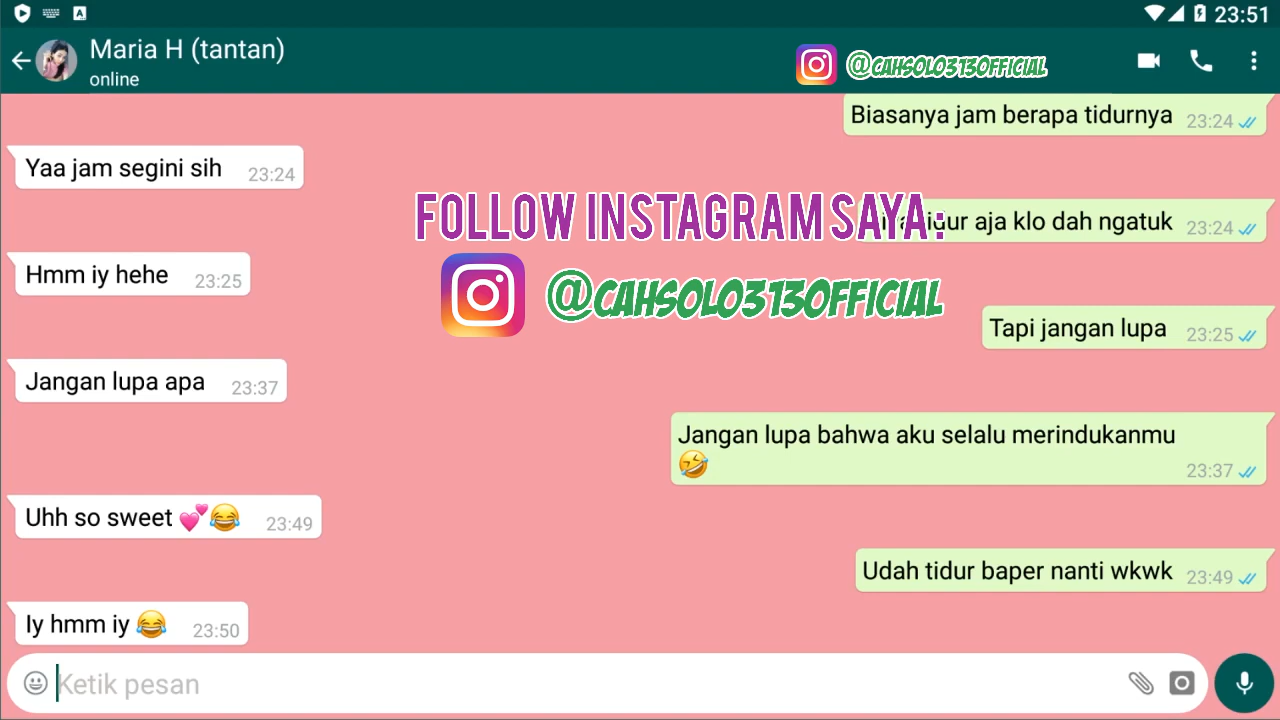 23:51
Maria H (tantan)
online
@CAHSOLO313OFFICIAL
Biasanya jam berapa tidurnya 23:24
Yaa jam segini sih 23:24
FOLLOW INSTAGRAM SAYA :
tidur aja klo dah ngatuk 23:24
Hmm iy hehe 23:25
@CAHSOLO313OFFICIAL
Tapi jangan lupa 23:25
Jangan lupa apa 23:37
Jangan lupa bahwa aku selalu merindukanmu
🤣 23:37
Uhh so sweet 💕😂 23:49
Udah tidur baper nanti wkwk 23:49
Iy hmm iy 😂 23:50
Ketik pesan